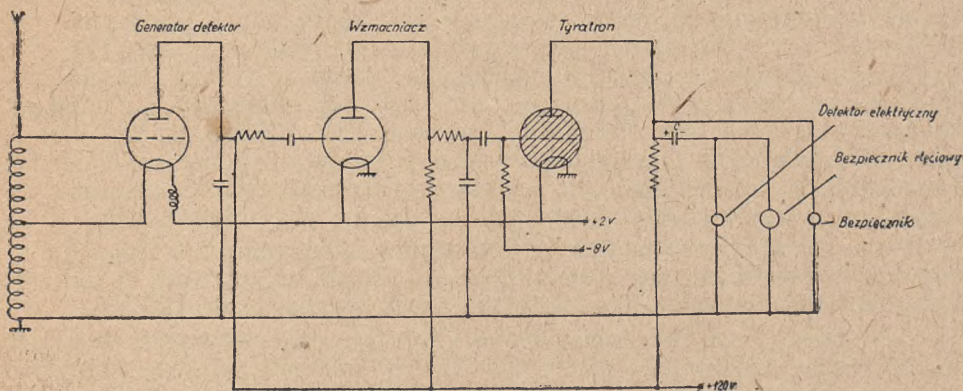 Generator detektor
Wzmacniacz
Tyratron
Detektor elektryczny
+ C -
Bezpiecznik rtęciowy
Bezpiecznik
+2V
-8V
+120V